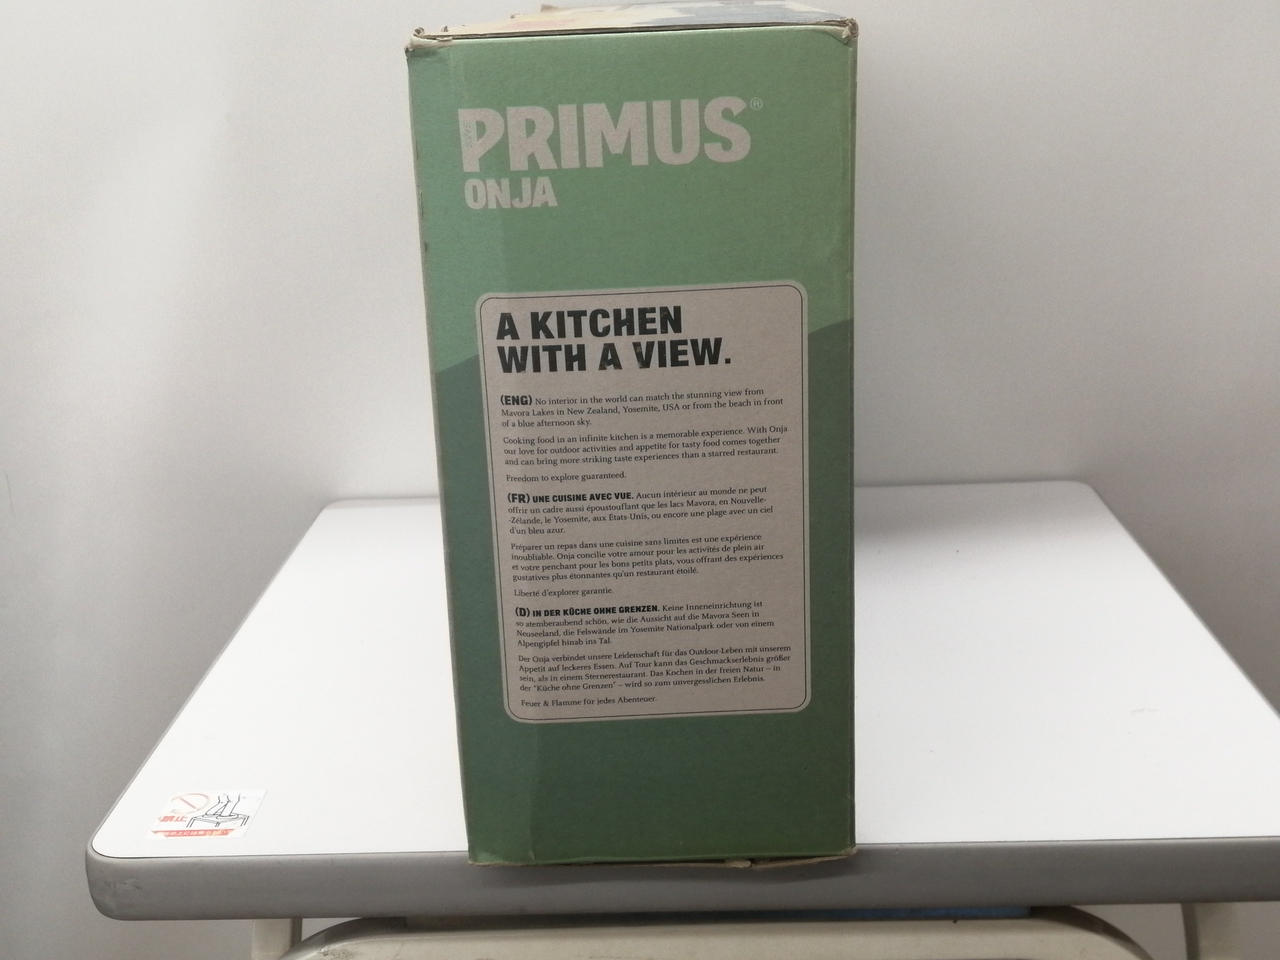 PRIMUS®
ONJA
A KITCHEN
WITH A VIEW.
(ENG) No interior in the world can match the stunning view from
Mavora Lakes in New Zealand, Yosemite, USA or from the beach in front
of a blue afternoon sky.
Cooking food in an infinite kitchen is a memorable experience. With Onja
our love for outdoor activities and appetite for tasty food comes together
and can bring more striking taste experiences than a starred restaurant.
Freedom to explore guaranteed.
(FR) UNE CUISINE AVEC VUE. Aucun intérieur au monde ne peut
offrir un cadre aussi époustouflant que les lacs Mavora, en Nouvelle-
-Zélande, le Yosemite, aux États-Unis, ou encore une plage avec un ciel
d'un bleu azur.
Préparer un repas dans une cuisine sans limites est une expérience
inoubliable. Onja concilie votre amour pour les activités de plein air
et votre penchant pour les bons petits plats, vous offrant des expériences
gustatives plus étonnantes qu'un restaurant étoilé.
Liberté d'explorer garantie.
(D) IN DER KÜCHE OHNE GRENZEN. Keine Inneneinrichtung ist
so atemberaubend schön, wie die Aussicht auf die Mavora Seen in
Neuseeland, die Felswände im Yosemite Nationalpark oder von einem
Alpengipfel hinab ins Tal.
Der Onja verbindet unsere Leidenschaft für das Outdoor-Leben mit unserem
Appetit auf leckeres Essen. Auf Tour kann das Geschmackserlebnis größer
sein, als in einem Sternerestaurant. Das Kochen in der freien Natur – in
der "Küche ohne Grenzen" – wird so zum unvergesslichen Erlebnis.
Feuer & Flamme für jedes Abenteuer.
禁止